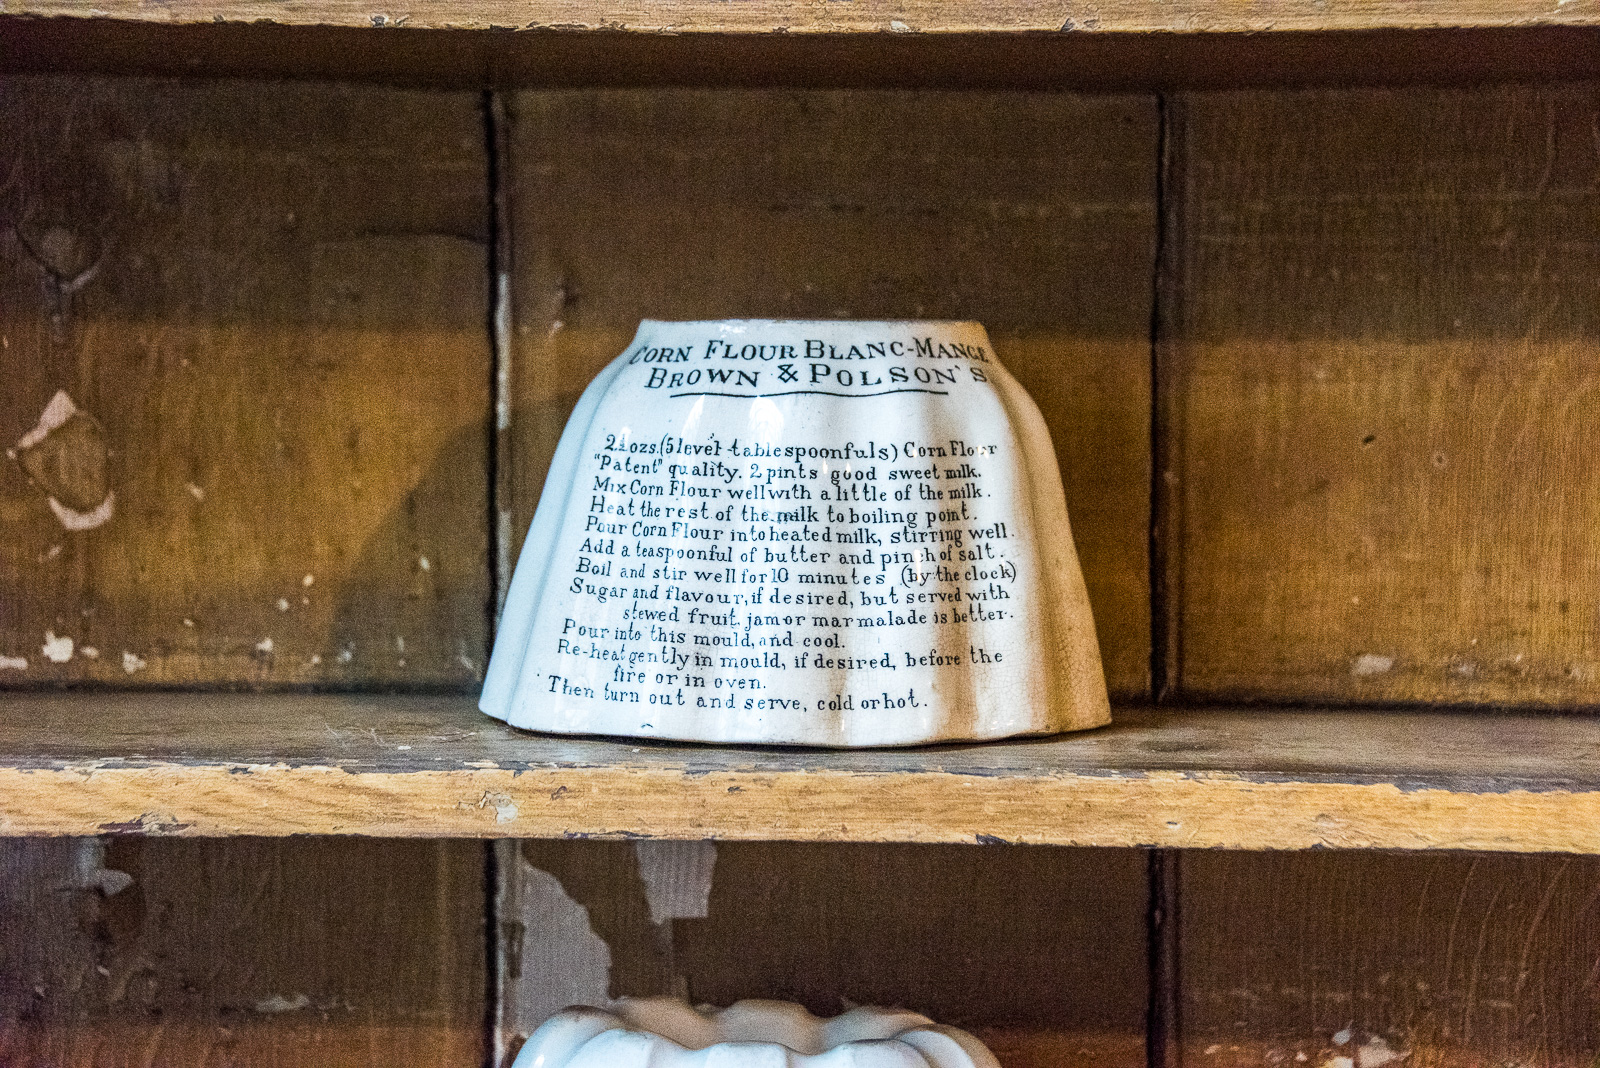 CORN FLOUR BLANC-MANGE
BROWN & POLSON'S
2½ozs.(5 level tablespoonfuls) Corn Flour
"Patent" quality. 2 pints good sweet milk.
Mix Corn Flour well with a little of the milk.
Heat the rest of the milk to boiling point.
Pour Corn Flour into heated milk, stirring well.
Add a teaspoonful of butter and pinch of salt.
Boil and stir well for 10 minutes (by the clock)
Sugar and flavour, if desired, but served with
stewed fruit, jam or marmalade is better.
Pour into this mould, and cool.
Re-heat gently in mould, if desired, before the
fire or in oven.
Then turn out and serve, cold or hot.